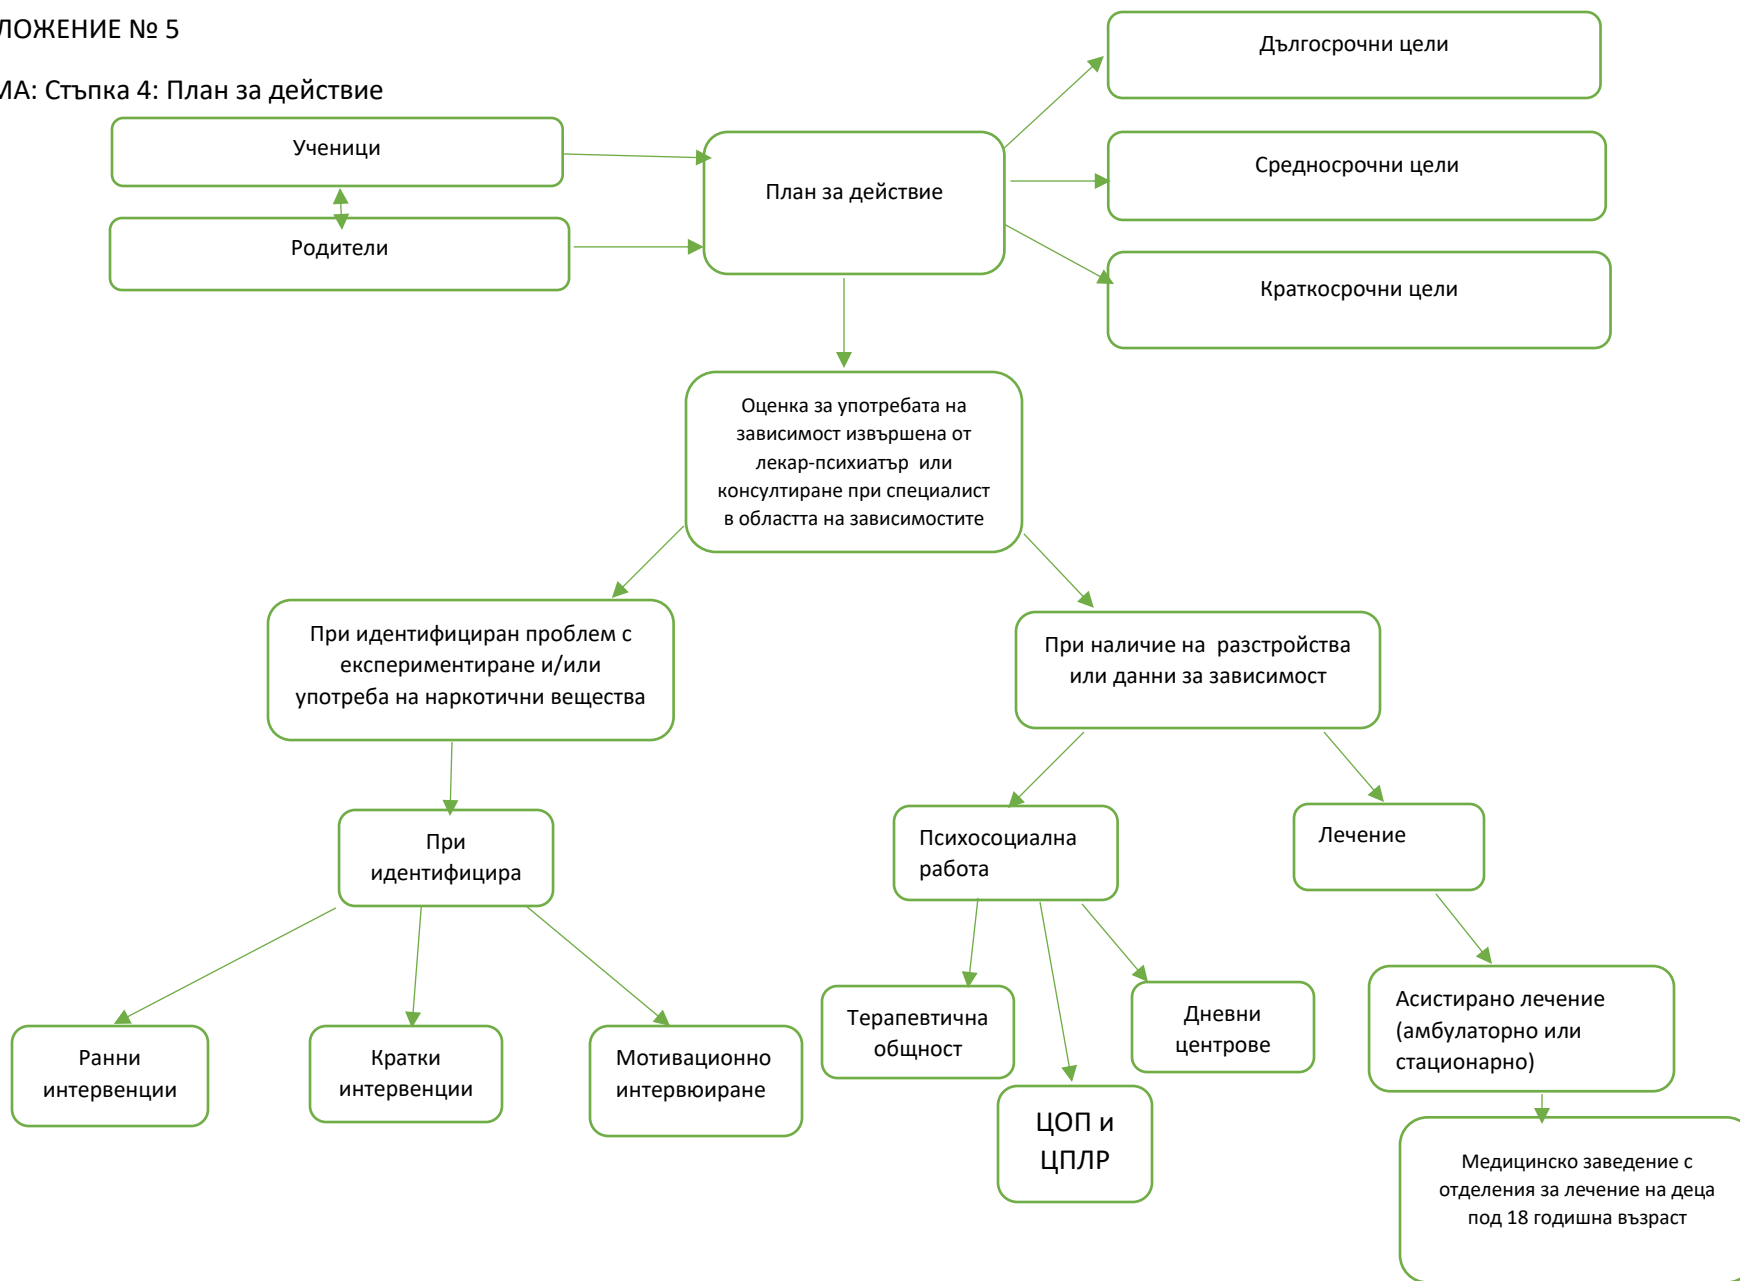 ЛОЖЕНИЕ № 5
МА: Стъпка 4: План за действие
Ученици
Родители
План за действие
Дългосрочни цели
Средносрочни цели
Краткосрочни цели
Оценка за употребата на
зависимост извършена от
лекар-психиатър или
консултиране при специалист
в областта на зависимостите
При идентифициран проблем с
експериментиране и/или
употреба на наркотични вещества
При наличие на разстройства
или данни за зависимост
При
идентифицира
Психосоциална
работа
Лечение
Ранни
интервенции
Кратки
интервенции
Мотивационно
интервюиране
Терапевтична
общност
ЦОП и
ЦПЛР
Дневни
центрове
Асистирано лечение
(амбулаторно или
стационарно)
Медицинско заведение с
отделения за лечение на деца
под 18 годишна възраст